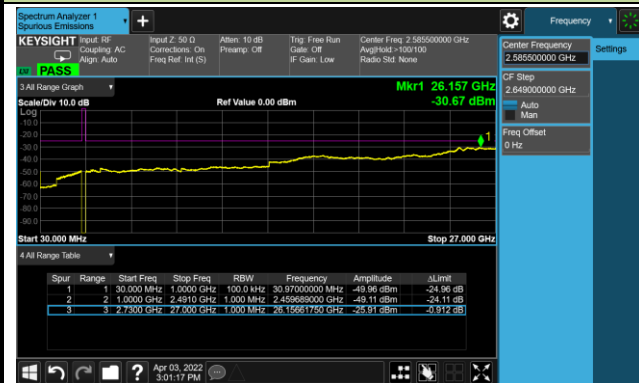 Spectrum Analyzer 1
Spurious Emissions
Frequency
KEYSIGHT
Input: RF
Coupling: AC
Align: Auto
Input Z: 50 Ω
Corrections: On
Freq Ref: Int (S)
Atten: 10 dB
Preamp: Off
Trig: Free Run
Gate: Off
IF Gain: Low
Center Freq: 2.585500000 GHz
Avg|Hold:>100/100
Radio Std: None
PASS
Center Frequency
2.585500000 GHz
Settings
CF Step
2.649000000 GHz
Auto
Man
Freq Offset
0 Hz
3 All Range Graph
Mkr1 26.157 GHz
Scale/Div 10.0 dB
Ref Value 0.00 dBm
-30.67 dBm
Log
-10.0
-20.0
-30.0
-40.0
-50.0
-60.0
-70.0
-80.0
-90.0
1
Start 30.000 MHz
Stop 27.000 GHz
4 All Range Table
Spur Range Start Freq Stop Freq RBW Frequency Amplitude ΔLimit
1 1 30.000 MHz 1.0000 GHz 100.0 kHz 30.97000000 MHz -49.96 dBm -24.96 dB
2 2 1.0000 GHz 2.4910 GHz 1.000 MHz 2.459689000 GHz -49.11 dBm -24.11 dB
3 3 2.7300 GHz 27.000 GHz 1.000 MHz 26.15661750 GHz -25.91 dBm -0.912 dB
Apr 03, 2022
3:01:17 PM